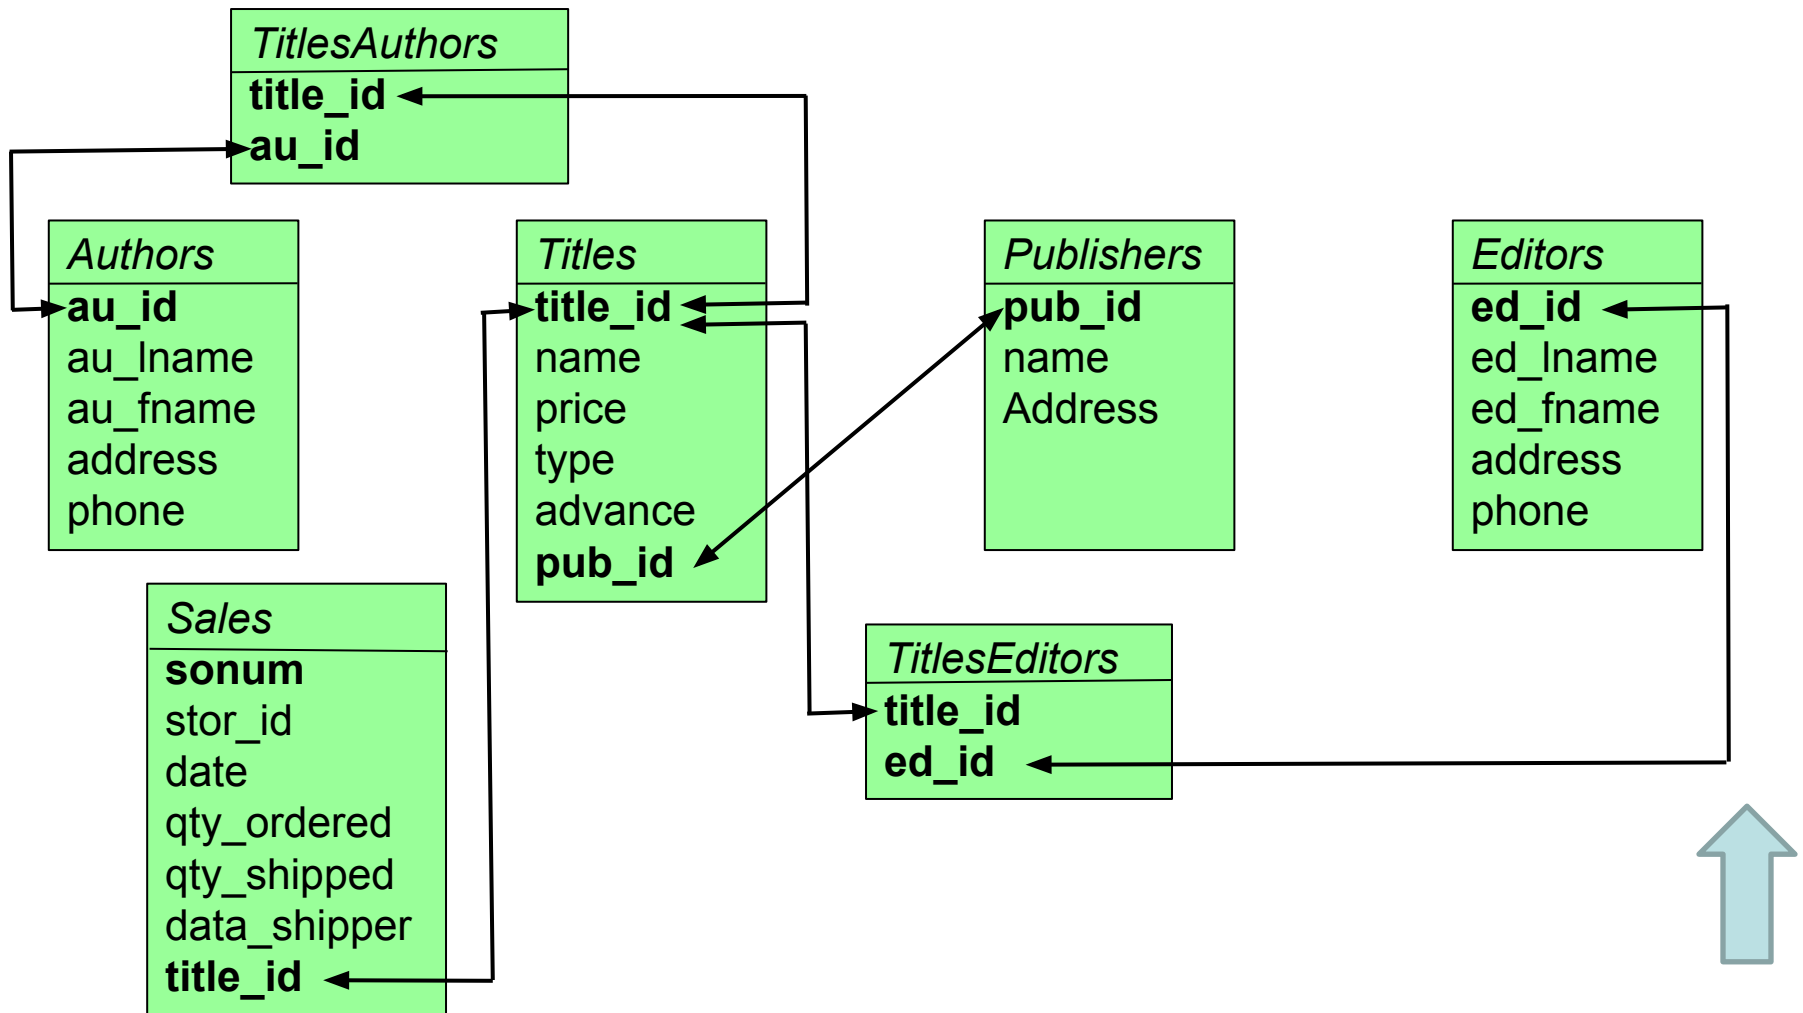 TitlesAuthors
title_id
au_id
Authors
au_id
au_lname
au_fname
address
phone
Titles
title_id
name
price
type
advance
pub_id
Publishers
pub_id
name
Address
Editors
ed_id
ed_lname
ed_fname
address
phone
Sales
sonum
stor_id
date
qty_ordered
qty_shipped
data_shipper
title_id
TitlesEditors
title_id
ed_id